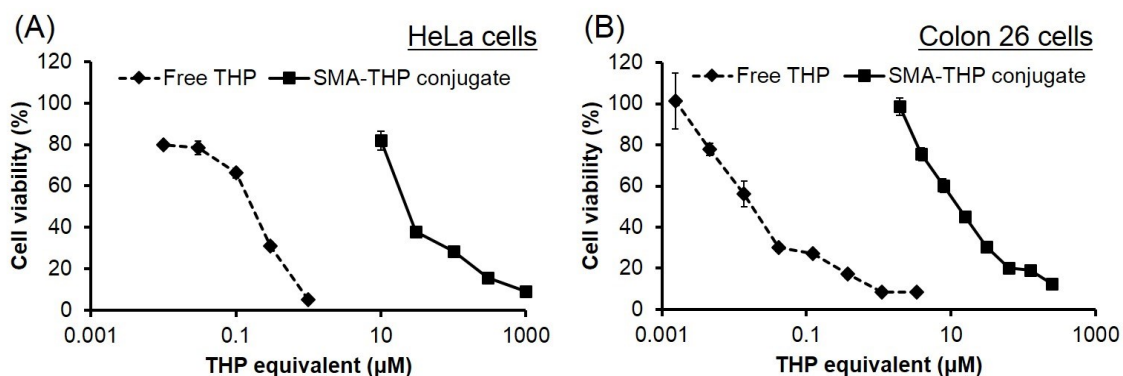 (A)
HeLa cells
Free THP
SMA-THP conjugate
Cell viability (%)
120
100
80
60
40
20
0
0.001
0.1
10
1000
THP equivalent (µM)
(B)
Colon 26 cells
Free THP
SMA-THP conjugate
Cell viability (%)
120
100
80
60
40
20
0
0.001
0.1
10
1000
THP equivalent (µM)